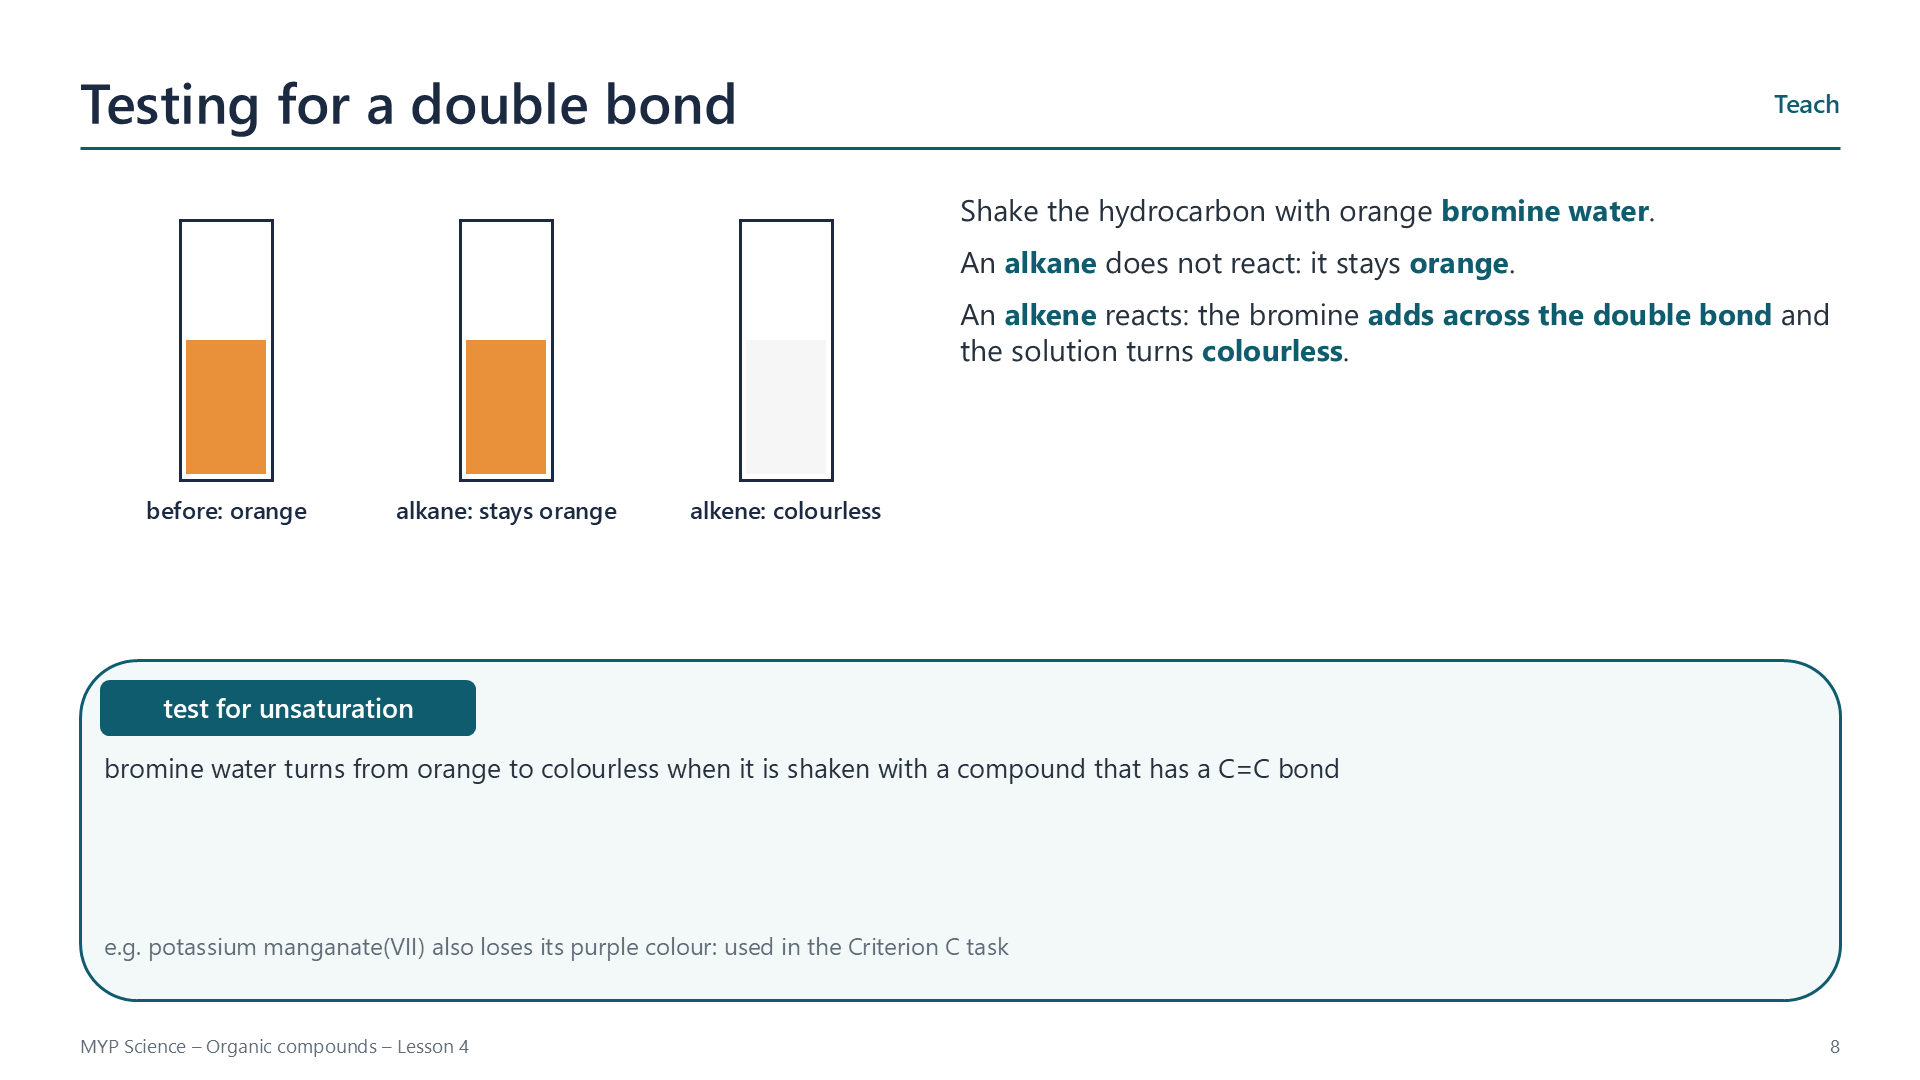 Testing for a double bond
Teach
before: orange
alkane: stays orange
alkene: colourless
Shake the hydrocarbon with orange bromine water.
An alkane does not react: it stays orange.
An alkene reacts: the bromine adds across the double bond and
the solution turns colourless.
test for unsaturation
bromine water turns from orange to colourless when it is shaken with a compound that has a C=C bond
e.g. potassium manganate(VII) also loses its purple colour: used in the Criterion C task
MYP Science – Organic compounds – Lesson 4
8